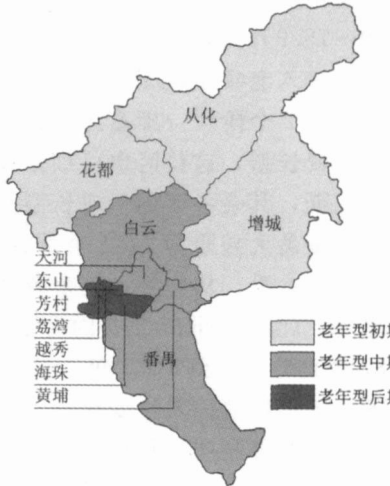 从化
花都
增城
白云
天河
东山
芳村
荔湾
越秀
海珠
黄埔
番禺
老年型初
老年型中
老年型后